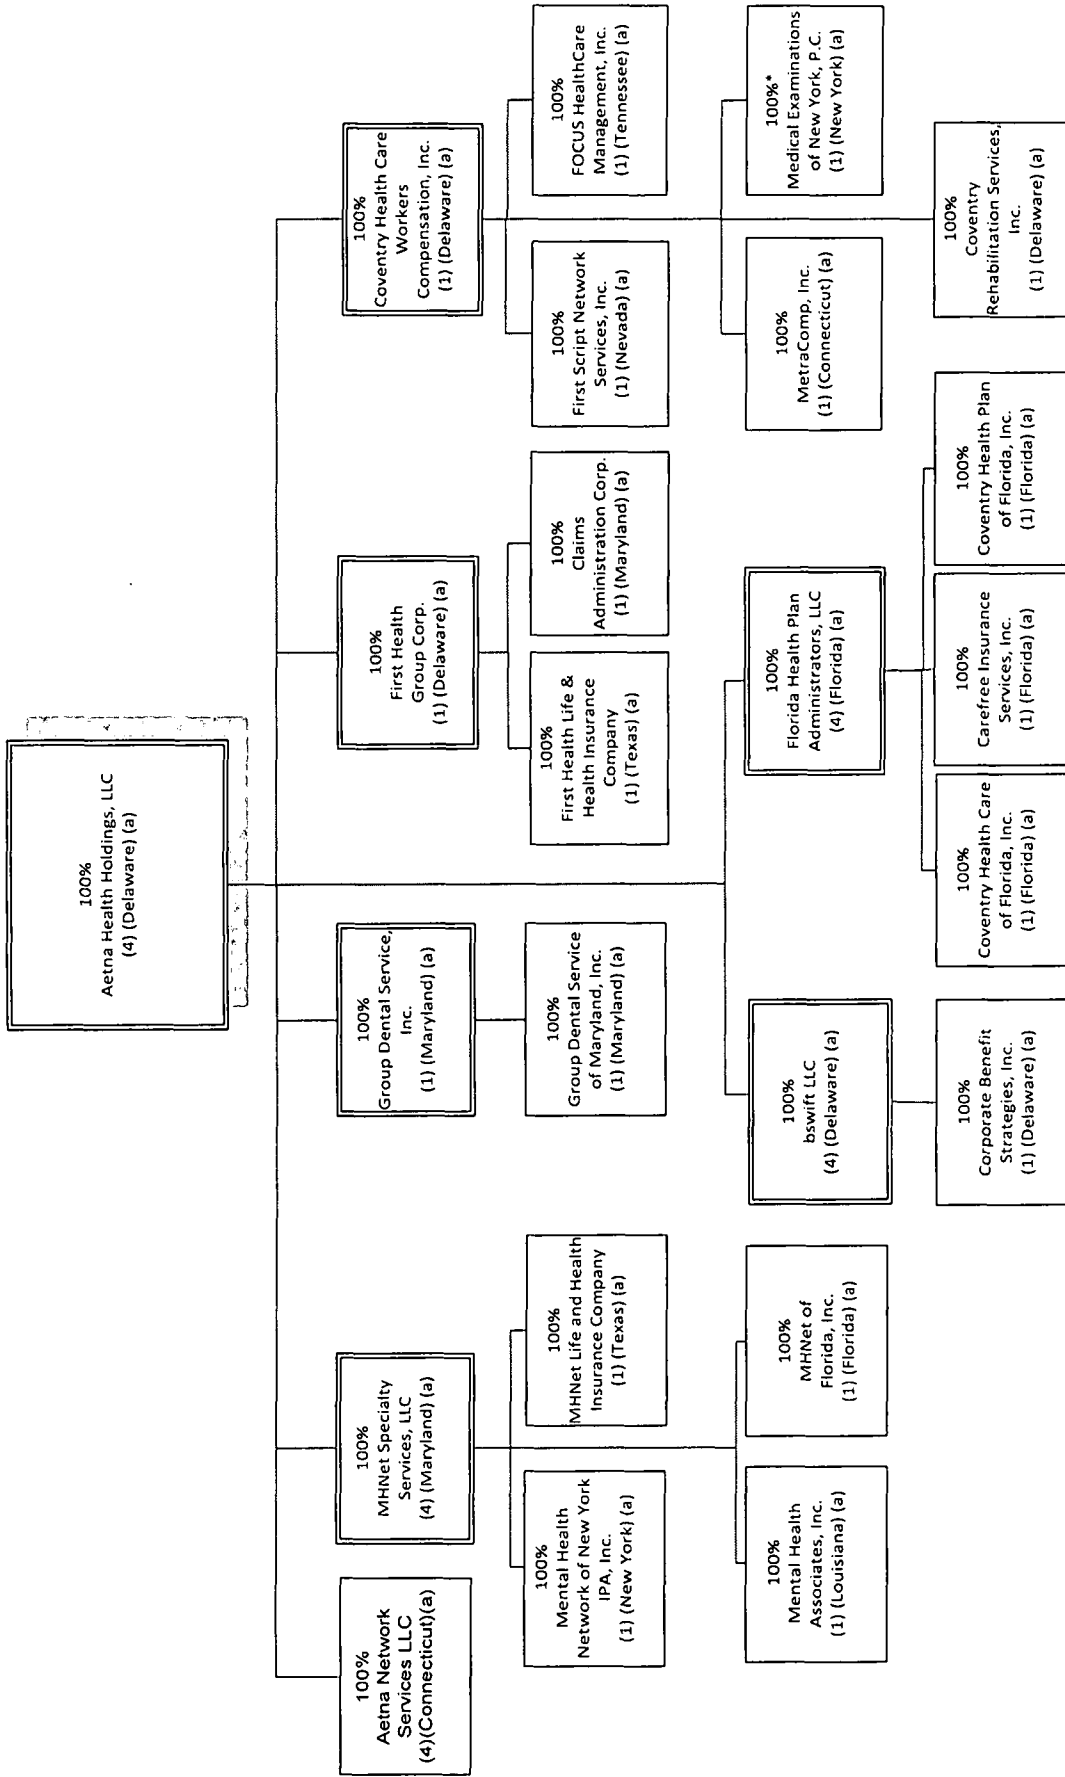 100%
Aetna Health Holdings, LLC
(4) (Delaware) (a)
100%
Aetna Network
Services LLC
(4)(Connecticut)(a)
100%
MHNet Specialty
Services, LLC
(4) (Maryland) (a)
100%
Group Dental Service,
Inc.
(1) (Maryland) (a)
100%
First Health
Group Corp.
(1) (Delaware) (a)
100%
Coventry Health Care
Workers
Compensation, Inc.
(1) (Delaware) (a)
100%
Mental Health
Network of New York
IPA, Inc.
(1) (New York) (a)
100%
MHNet Life and Health
Insurance Company
(1) (Texas) (a)
100%
Group Dental Service
of Maryland, Inc.
(1) (Maryland) (a)
100%
First Health Life &
Health Insurance
Company
(1) (Texas) (a)
100%
Claims
Administration Corp.
(1) (Maryland) (a)
100%
First Script Network
Services, Inc.
(1) (Nevada) (a)
100%
FOCUS HealthCare
Management, Inc.
(1) (Tennessee) (a)
100%
Mental Health
Associates, Inc.
(1) (Louisiana) (a)
100%
MHNet of
Florida, Inc.
(1) (Florida) (a)
100%
bswift LLC
(4) (Delaware) (a)
100%
Florida Health Plan
Administrators, LLC
(4) (Florida) (a)
100%
MetraComp, Inc.
(1) (Connecticut) (a)
100%*
Medical Examinations
of New York, P.C.
(1) (New York) (a)
100%
Corporate Benefit
Strategies, Inc.
(1) (Delaware) (a)
100%
Coventry Health Care
of Florida, Inc.
(1) (Florida) (a)
100%
Carefree Insurance
Services, Inc.
(1) (Florida) (a)
100%
Coventry Health Plan
of Florida, Inc.
(1) (Florida) (a)
100%
Coventry
Rehabilitation Services,
Inc.
(1) (Delaware) (a)